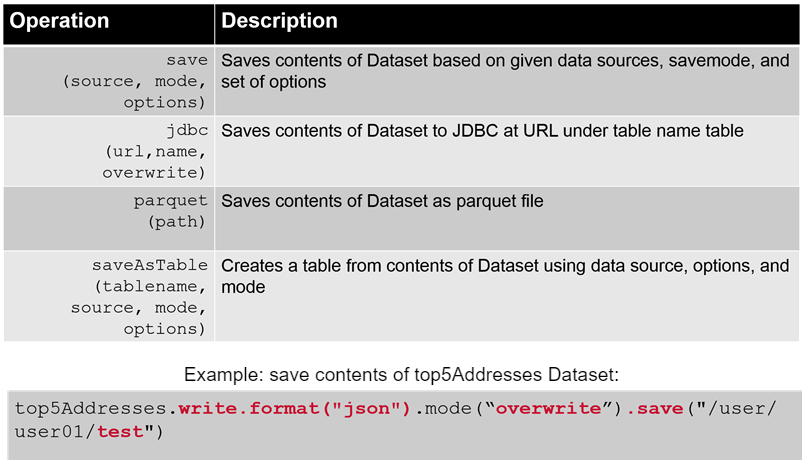 Operation Description
save Saves contents of Dataset based on given data sources, savemode, and
(source, mode, set of options
options)
jdbc Saves contents of Dataset to JDBC at URL under table name table
(url,name,
overwrite)
parquet Saves contents of Dataset as parquet file
(path)
saveAsTable Creates a table from contents of Dataset using data source, options, and
(tablename, mode
source, mode,
options)
Example: save contents of top5Addresses Dataset:
top5Addresses.write.format("json").mode(“overwrite”).save("/user/
user01/test")